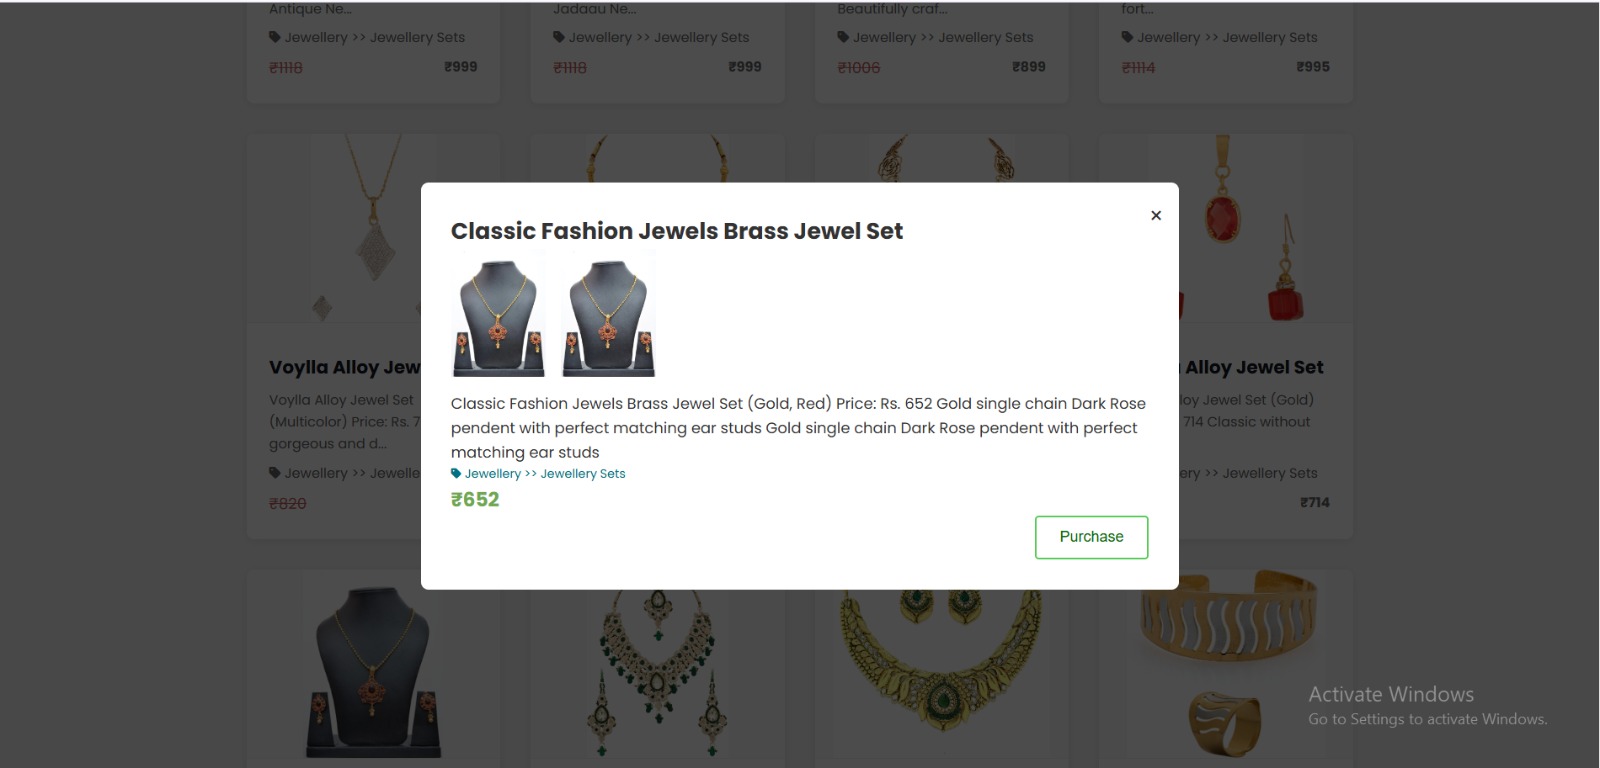 Antique Ne...
Jadaau Ne...
Beautifully craf...
fort...
Jewellery >> Jewellery Sets
Jewellery >> Jewellery Sets
Jewellery >> Jewellery Sets
Jewellery >> Jewellery Sets
₹1118 ₹999
₹1118 ₹999
₹1006 ₹899
₹1114 ₹995
Classic Fashion Jewels Brass Jewel Set
×
Classic Fashion Jewels Brass Jewel Set (Gold, Red) Price: Rs. 652 Gold single chain Dark Rose
pendent with perfect matching ear studs Gold single chain Dark Rose pendent with perfect
matching ear studs
Jewellery >> Jewellery Sets
₹652
Purchase
Voylla Alloy Jew
Voylla Alloy Jewel Set
(Multicolor) Price: Rs. 7
gorgeous and d...
Jewellery >> Jewelle
₹820
Alloy Jewel Set
loy Jewel Set (Gold)
714 Classic without
ery >> Jewellery Sets
₹714
Activate Windows
Go to Settings to activate Windows.